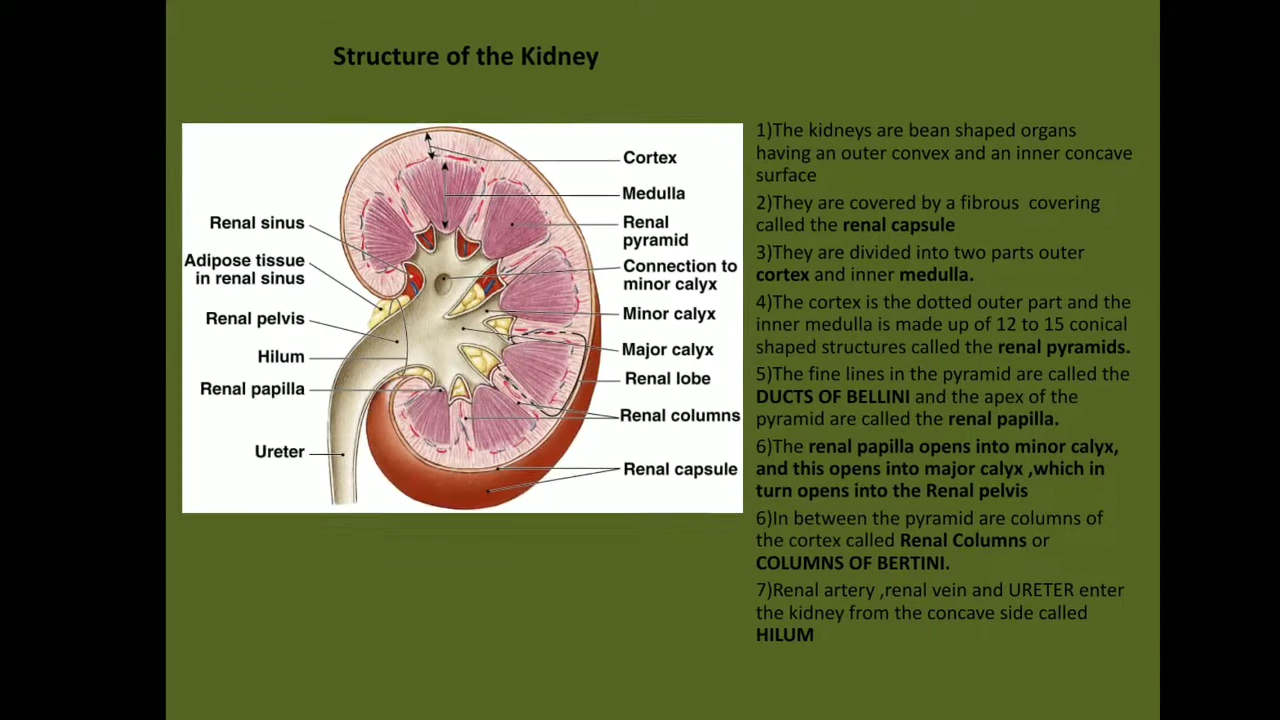 Structure of the Kidney
Renal sinus
Adipose tissue
in renal sinus
Renal pelvis
Hilum
Renal papilla
Ureter
Cortex
Medulla
Renal
pyramid
Connection to
minor calyx
Minor calyx
Major calyx
Renal lobe
Renal columns
Renal capsule
1)The kidneys are bean shaped organs
having an outer convex and an inner concave
surface
2)They are covered by a fibrous covering
called the renal capsule
3)They are divided into two parts outer
cortex and inner medulla.
4)The cortex is the dotted outer part and the
inner medulla is made up of 12 to 15 conical
shaped structures called the renal pyramids.
5)The fine lines in the pyramid are called the
DUCTS OF BELLINI and the apex of the
pyramid are called the renal papilla.
6)The renal papilla opens into minor calyx,
and this opens into major calyx ,which in
turn opens into the Renal pelvis
6)In between the pyramid are columns of
the cortex called Renal Columns or
COLUMNS OF BERTINI.
7)Renal artery ,renal vein and URETER enter
the kidney from the concave side called
HILUM